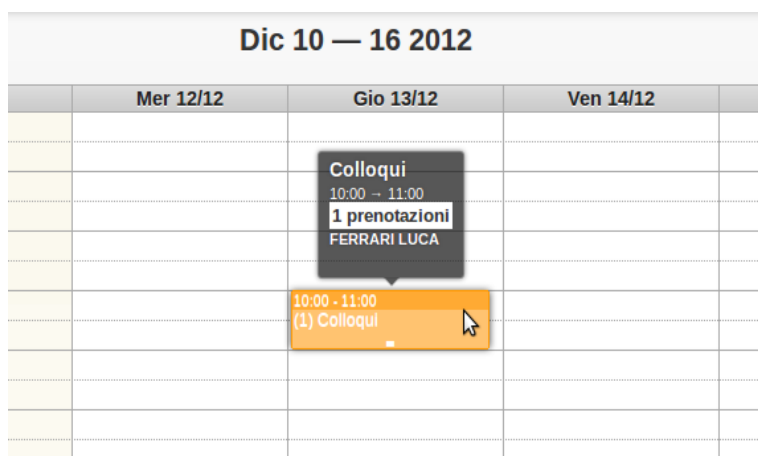 Dic 10 — 16 2012
Mer 12/12
Gio 13/12
Ven 14/12
Colloqui
10:00 → 11:00
1 prenotazioni
FERRARI LUCA
10:00 - 11:00
(1) Colloqui